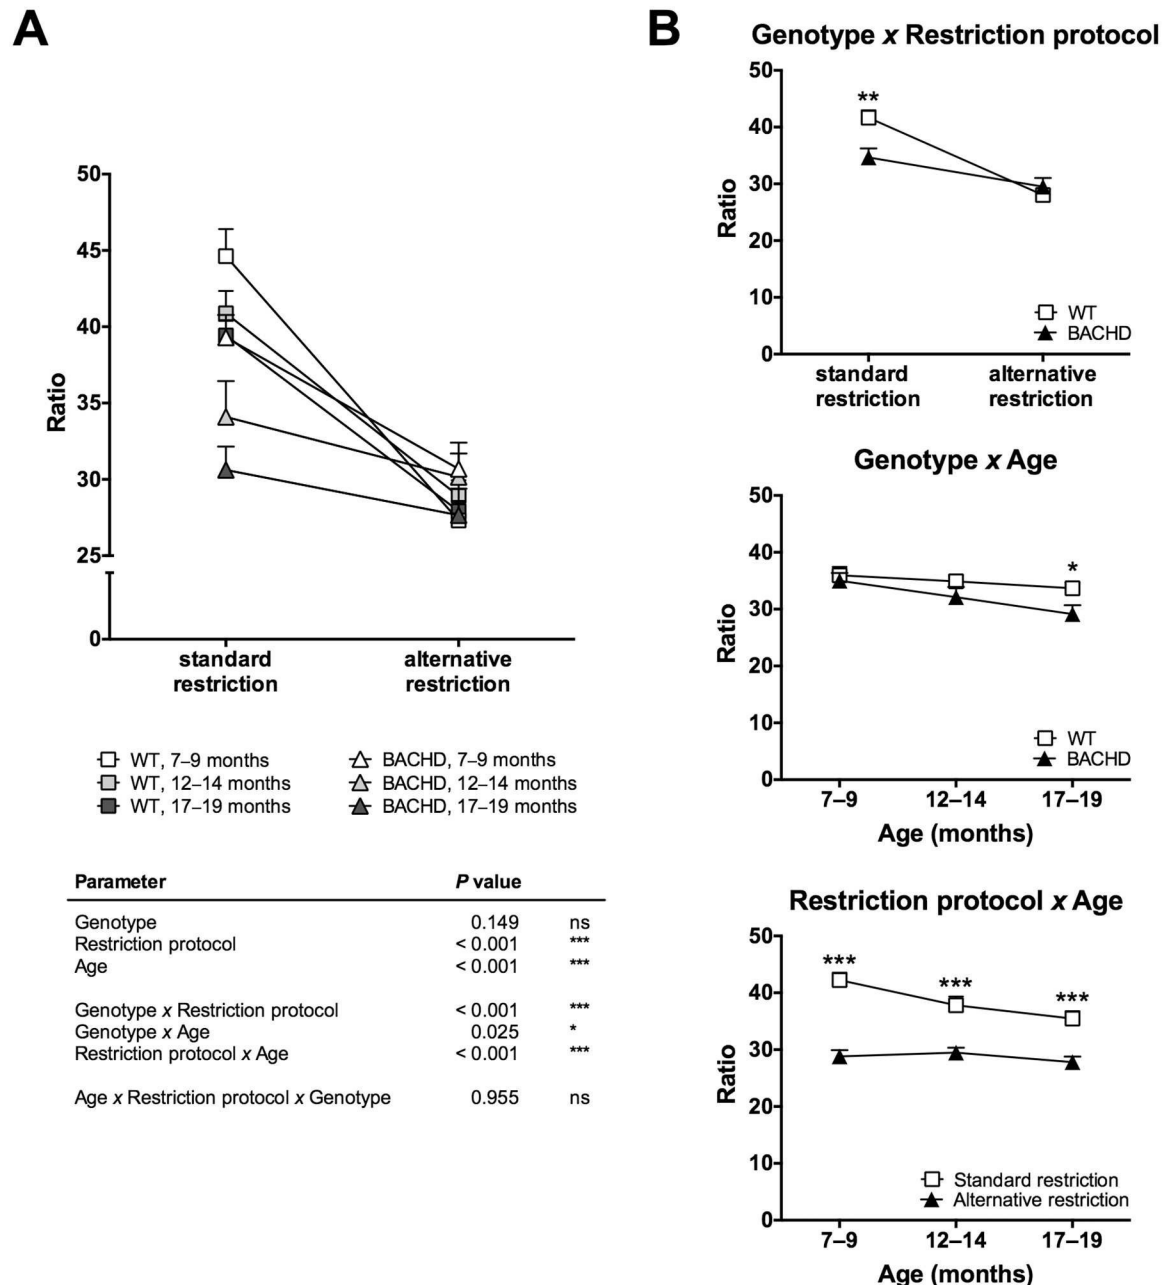 A
50
45
40
35
30
25
0
Ratio
standard
restriction
alternative
restriction
WT, 7–9 months
WT, 12–14 months
WT, 17–19 months
BACHD, 7–9 months
BACHD, 12–14 months
BACHD, 17–19 months
Parameter P value
Genotype 0.149 ns
Restriction protocol < 0.001 ***
Age < 0.001 ***
Genotype x Restriction protocol < 0.001 ***
Genotype x Age 0.025 *
Restriction protocol x Age < 0.001 ***
Age x Restriction protocol x Genotype 0.955 ns
B
Genotype x Restriction protocol
50
40
30
20
10
0
Ratio
**
WT
BACHD
standard
restriction
alternative
restriction
Genotype x Age
50
40
30
20
10
0
Ratio
*
WT
BACHD
7–9 12–14 17–19
Age (months)
Restriction protocol x Age
50
40
30
20
10
0
Ratio
*** *** ***
Standard restriction
Alternative restriction
7–9 12–14 17–19
Age (months)